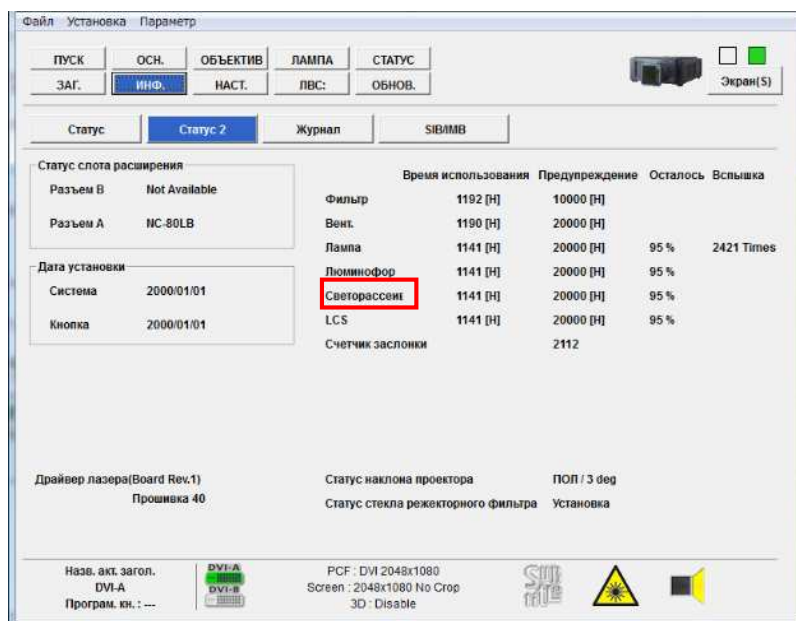 Файл Установка Параметр
ПУСК ОСН. ОБЪЕКТИВ ЛАМПА СТАТУС
ЗАГ. ИНФ. НАСТ. ЛВС: ОБНОВ. Экран(S)
Статус Статус 2 Журнал SIB/IMB
Статус слота расширения
Разъем B Not Available
Разъем A NC-80LB
Дата установки
Система 2000/01/01
Кнопка 2000/01/01
Время использования Предупреждение Осталось Вспышка
Фильтр 1192 [H] 10000 [H]
Вент. 1190 [H] 20000 [H]
Лампа 1141 [H] 20000 [H] 95 % 2421 Times
Люминофор 1141 [H] 20000 [H] 95 %
Светорассеи 1141 [H] 20000 [H] 95 %
LCS 1141 [H] 20000 [H] 95 %
Счетчик заслонки 2112
Драйвер лазера(Board Rev.1)
Прошивка 40
Статус наклона проектора ПОЛ / 3 deg
Статус стекла режекторного фильтра Установка
Назв. акт. загол.
DVI-A
Програм. кн. : ---
DVI-A
DVI-B
PCF : DVI 2048x1080
Screen : 2048x1080 No Crop
3D : Disable
SUB
TITLE